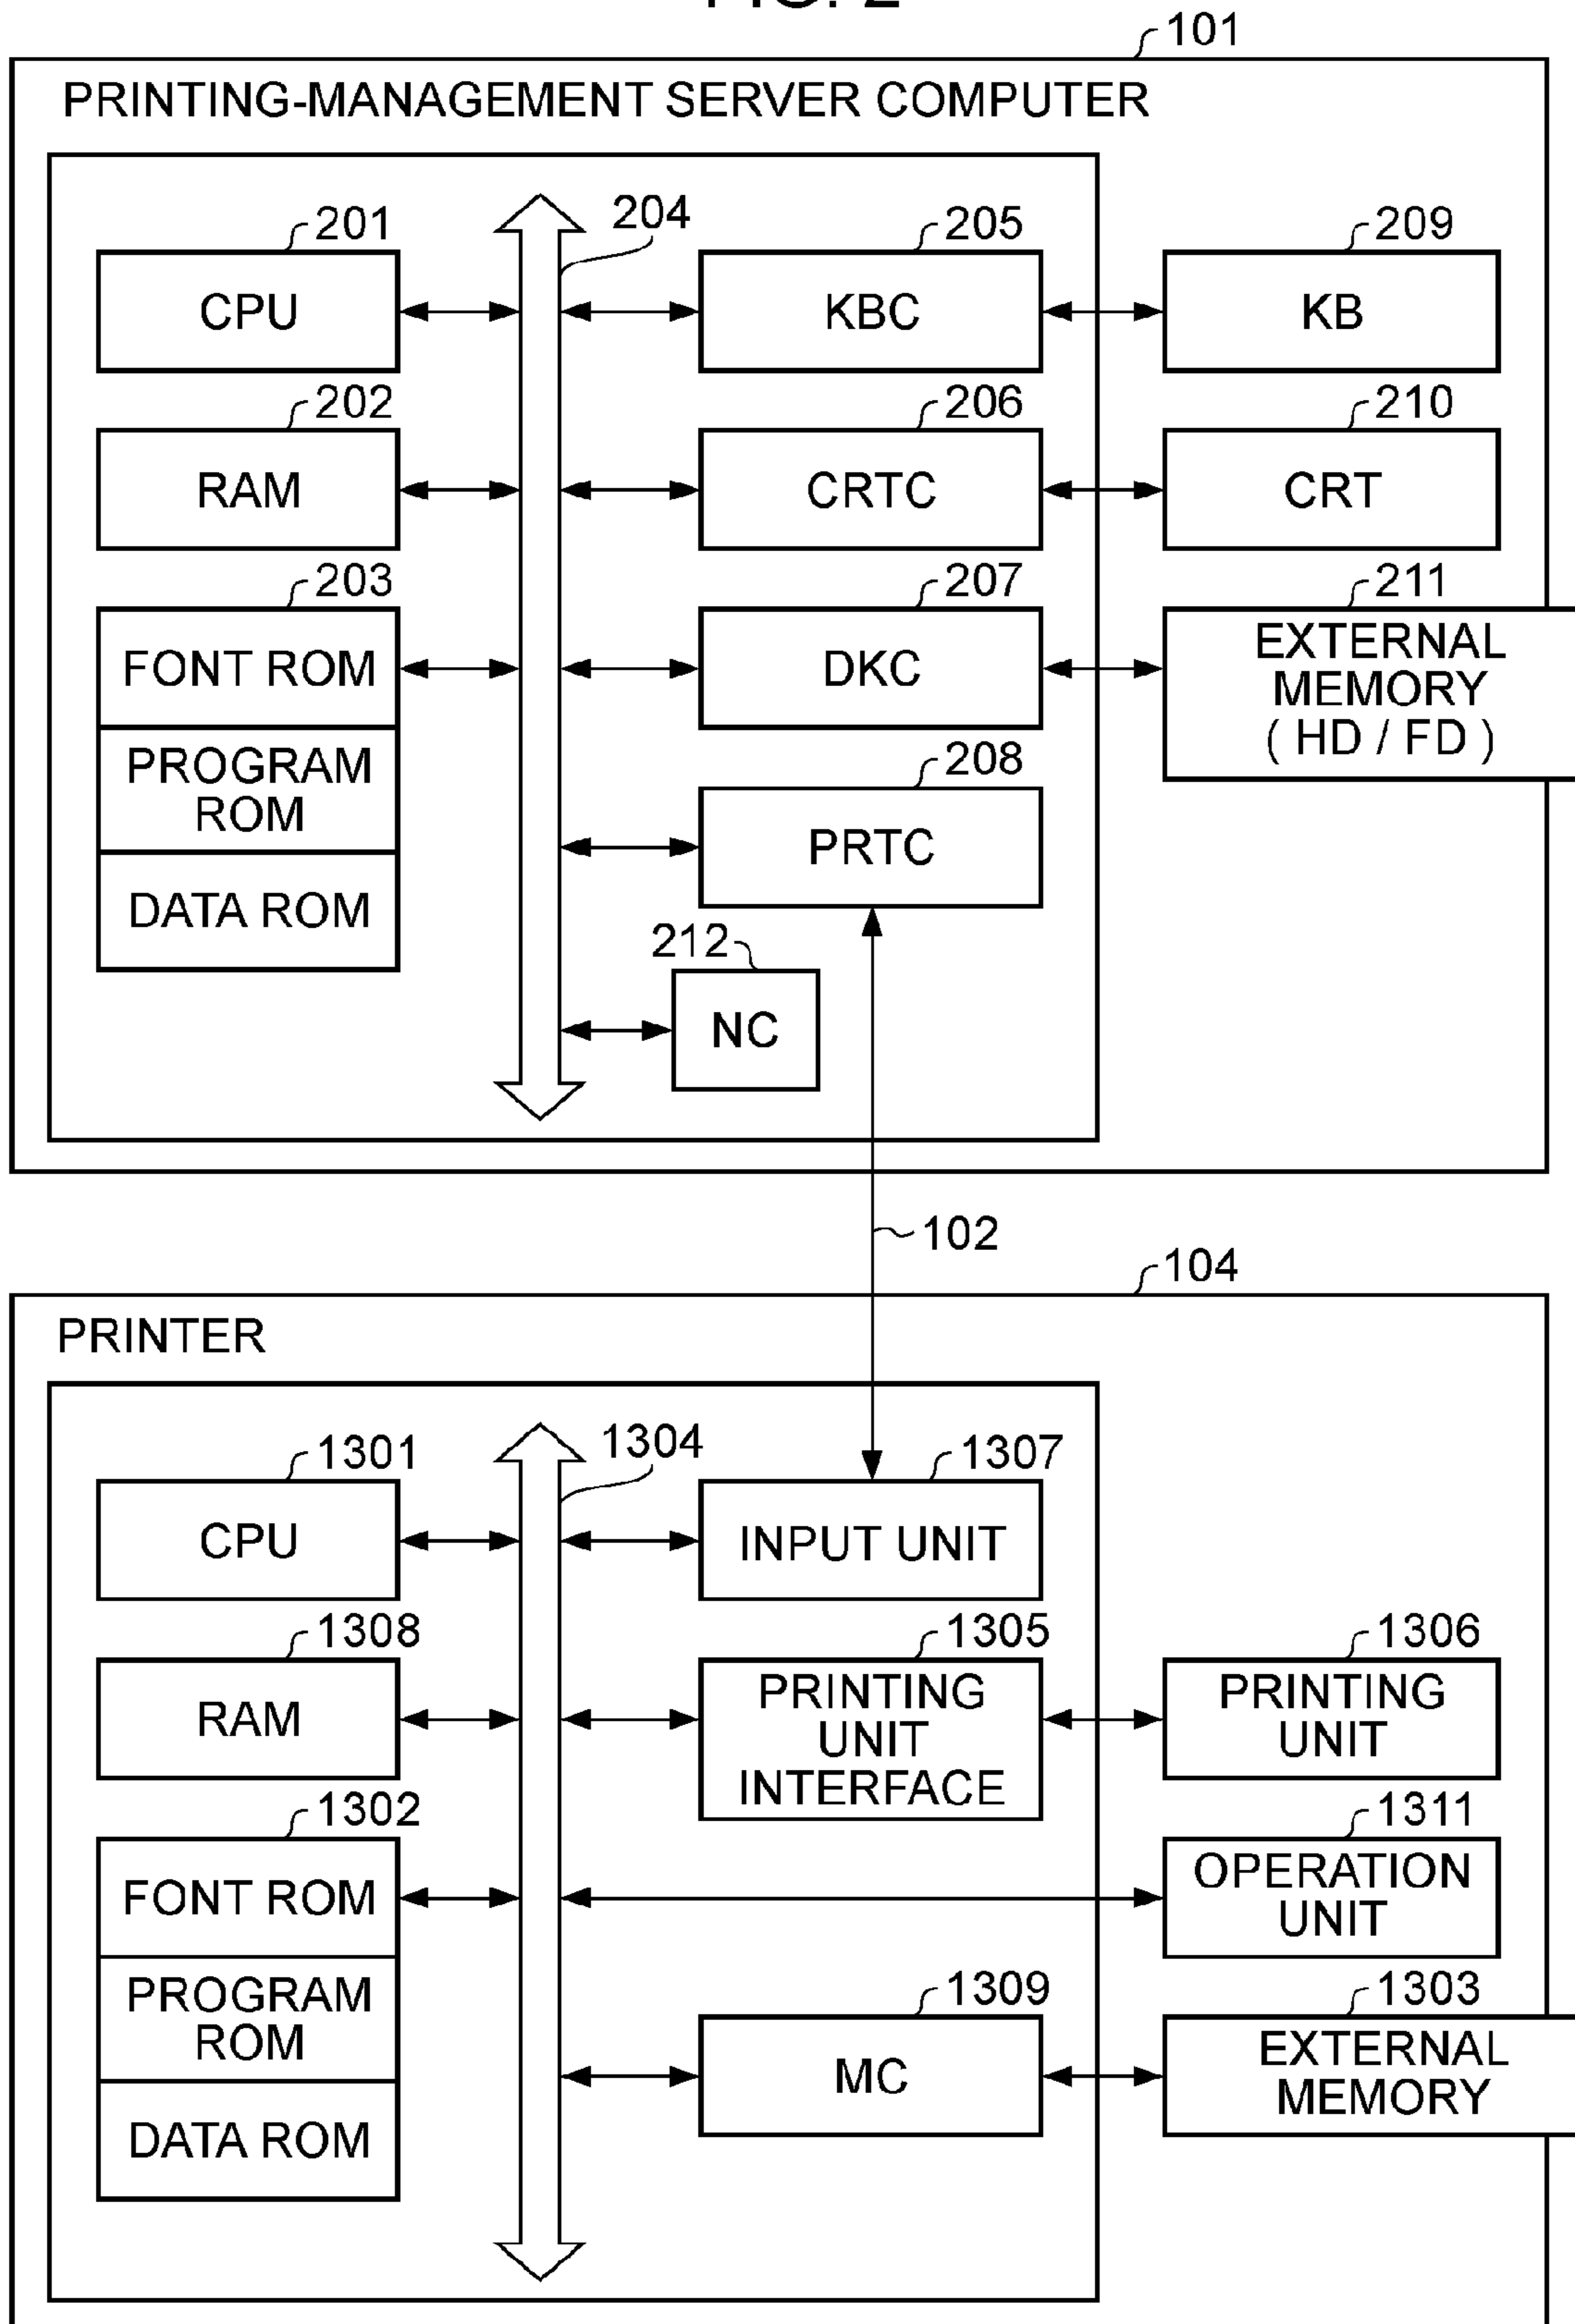 FIG. 2
101
PRINTING-MANAGEMENT SERVER COMPUTER
201
204
205
209
CPU
KBC
KB
202
206
210
RAM
CRTC
CRT
203
207
211
FONT ROM
DKC
EXTERNAL
MEMORY
( HD / FD )
PROGRAM
ROM
208
PRTC
DATA ROM
212
NC
102
104
PRINTER
1301
1304
1307
CPU
INPUT UNIT
1308
1305
1306
RAM
PRINTING
UNIT
INTERFACE
PRINTING
UNIT
1302
1311
FONT ROM
OPERATION
UNIT
PROGRAM
ROM
1309
1303
MC
EXTERNAL
MEMORY
DATA ROM